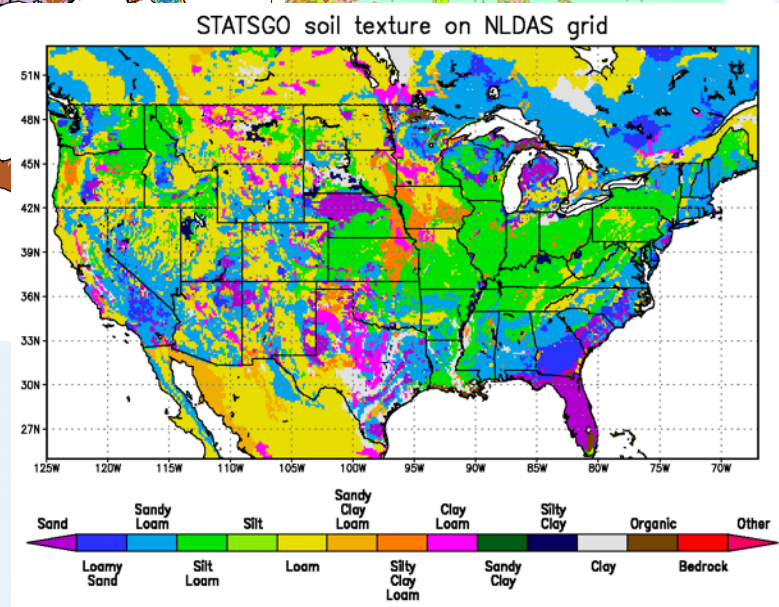 STATSGO soil texture on NLDAS grid
51N
48N
45N
42N
39N
36N
33N
30N
27N
125W 120W 115W 110W 105W 100W 95W 90W 85W 80W 75W 70W
Sand
Sandy
Loam
Silt
Sandy
Clay
Loam
Clay
Loam
Silty
Clay
Organic
Other
Loamy
Sand
Silt
Loam
Loam
Silty
Clay
Loam
Sandy
Clay
Clay
Bedrock